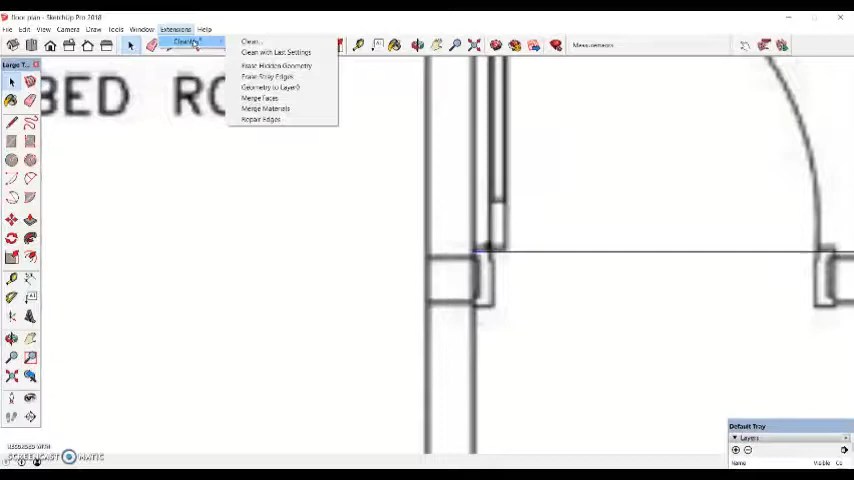 floor plan - SketchUp Pro 2018
File Edit View Camera Draw Tools Window Extensions Help
CleanUp³
Clean...
Clean with Last Settings
Erase Hidden Geometry
Erase Stray Edges
Geometry to Layer0
Merge Faces
Merge Materials
Repair Edges
Measurements
Large T...
BED RO
Default Tray
Layers
Name Visible Co
RECORDED WITH
SCREENCAST MATIC